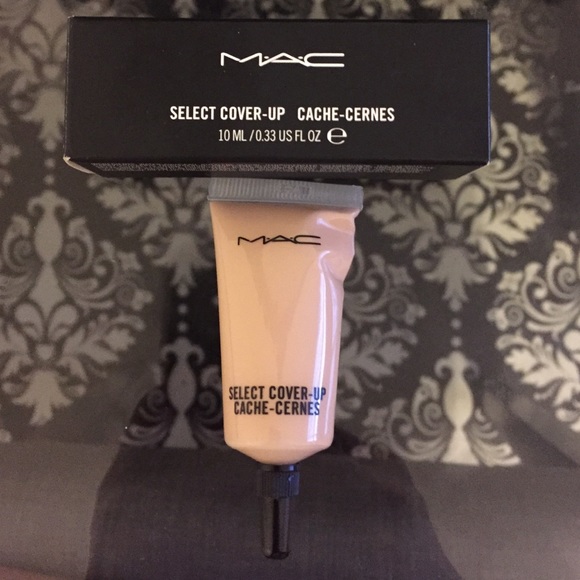 M·A·C
SELECT COVER-UP CACHE-CERNES
10 ML / 0.33 US FL OZ e
M·A·C
SELECT COVER-UP
CACHE-CERNES